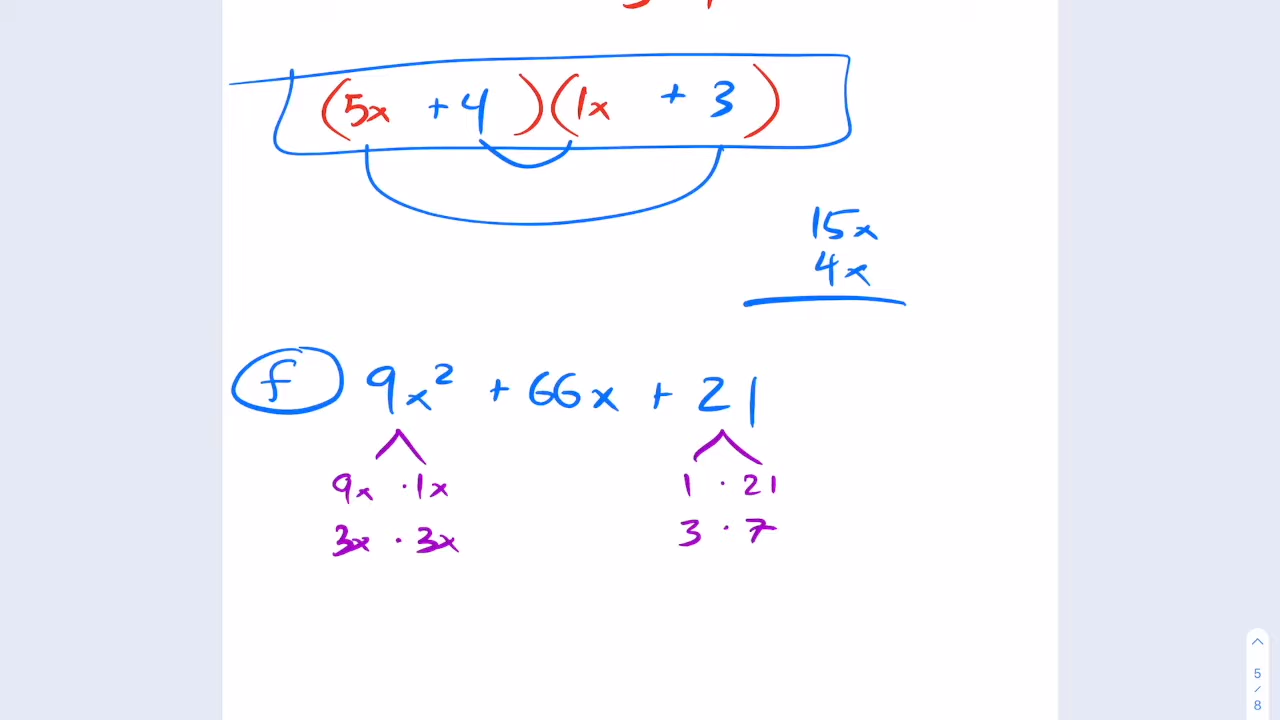 (5x + 4)(1x + 3)
15x
4x
f 9x² + 66x + 21
9x · 1x 1 · 21
3x · 3x 3 · 7
5
/
8